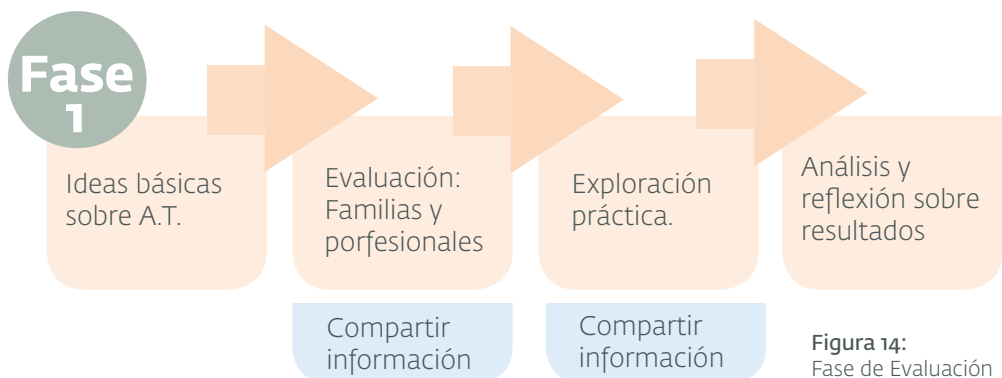 Fase
1
Ideas básicas
sobre A.T.
Evaluación:
Familias y
porfesionales
Exploración
práctica.
Análisis y
reflexión sobre
resultados
Compartir
información
Compartir
información
Figura 14:
Fase de Evaluación